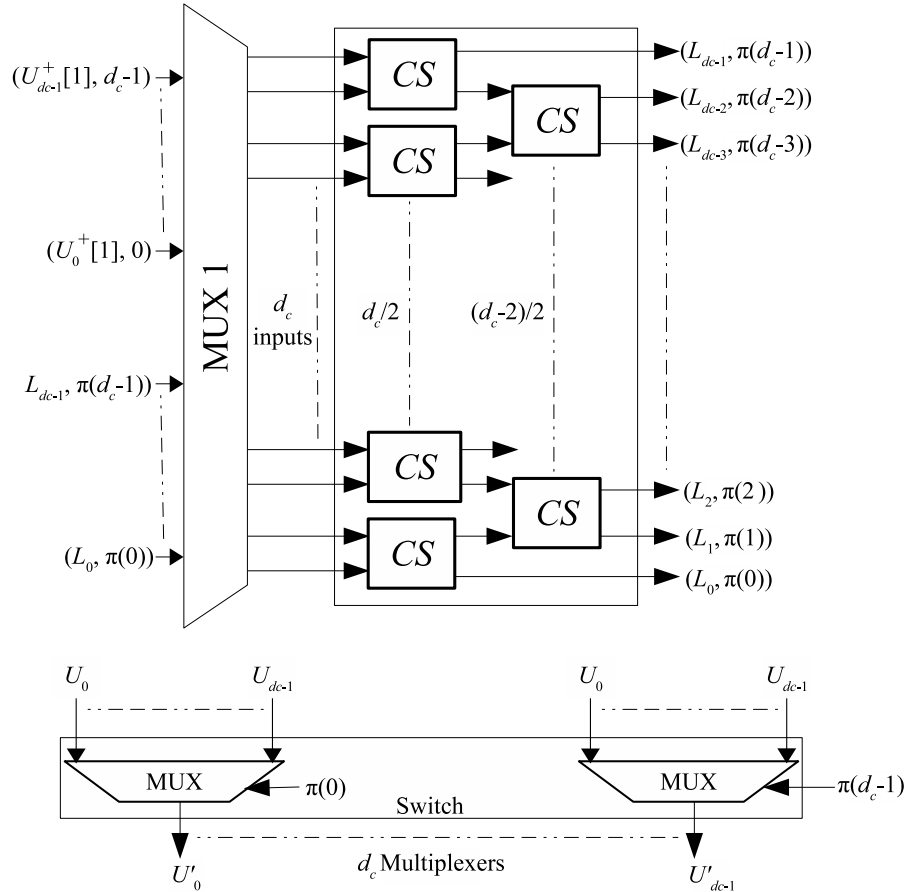 (U⁺dc-1[1], dc-1)
(U⁺0[1], 0)
Ldc-1, π(dc-1))
(L0, π(0))
MUX 1
dc
inputs
CS
CS
CS
dc/2
(dc-2)/2
CS
CS
CS
(Ldc-1, π(dc-1))
(Ldc-2, π(dc-2))
(Ldc-3, π(dc-3))
(L2, π(2))
(L1, π(1))
(L0, π(0))
U0
Udc-1
U0
Udc-1
MUX
π(0)
MUX
π(dc-1)
Switch
dc Multiplexers
U'0
U'dc-1